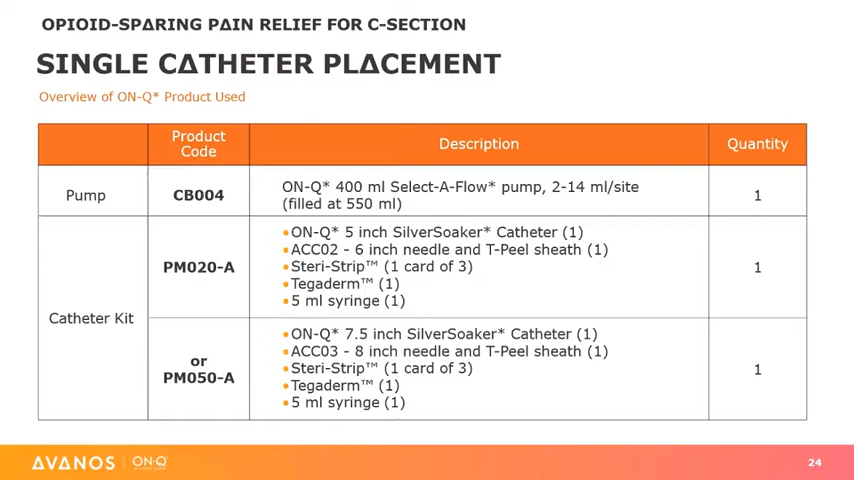 OPIOID-SPΔRING PΔIN RELIEF FOR C-SECTION
SINGLE CΔTHETER PLΔCEMENT
Overview of ON-Q* Product Used
Product Code
Description
Quantity
Pump
CB004
ON-Q* 400 ml Select-A-Flow* pump, 2-14 ml/site
(filled at 550 ml)
1
Catheter Kit
PM020-A
•ON-Q* 5 inch SilverSoaker* Catheter (1)
•ACC02 - 6 inch needle and T-Peel sheath (1)
•Steri-Strip™ (1 card of 3)
•Tegaderm™ (1)
•5 ml syringe (1)
1
or
PM050-A
•ON-Q* 7.5 inch SilverSoaker* Catheter (1)
•ACC03 - 8 inch needle and T-Peel sheath (1)
•Steri-Strip™ (1 card of 3)
•Tegaderm™ (1)
•5 ml syringe (1)
1
ΔVΔNOS | ON-Q*
24